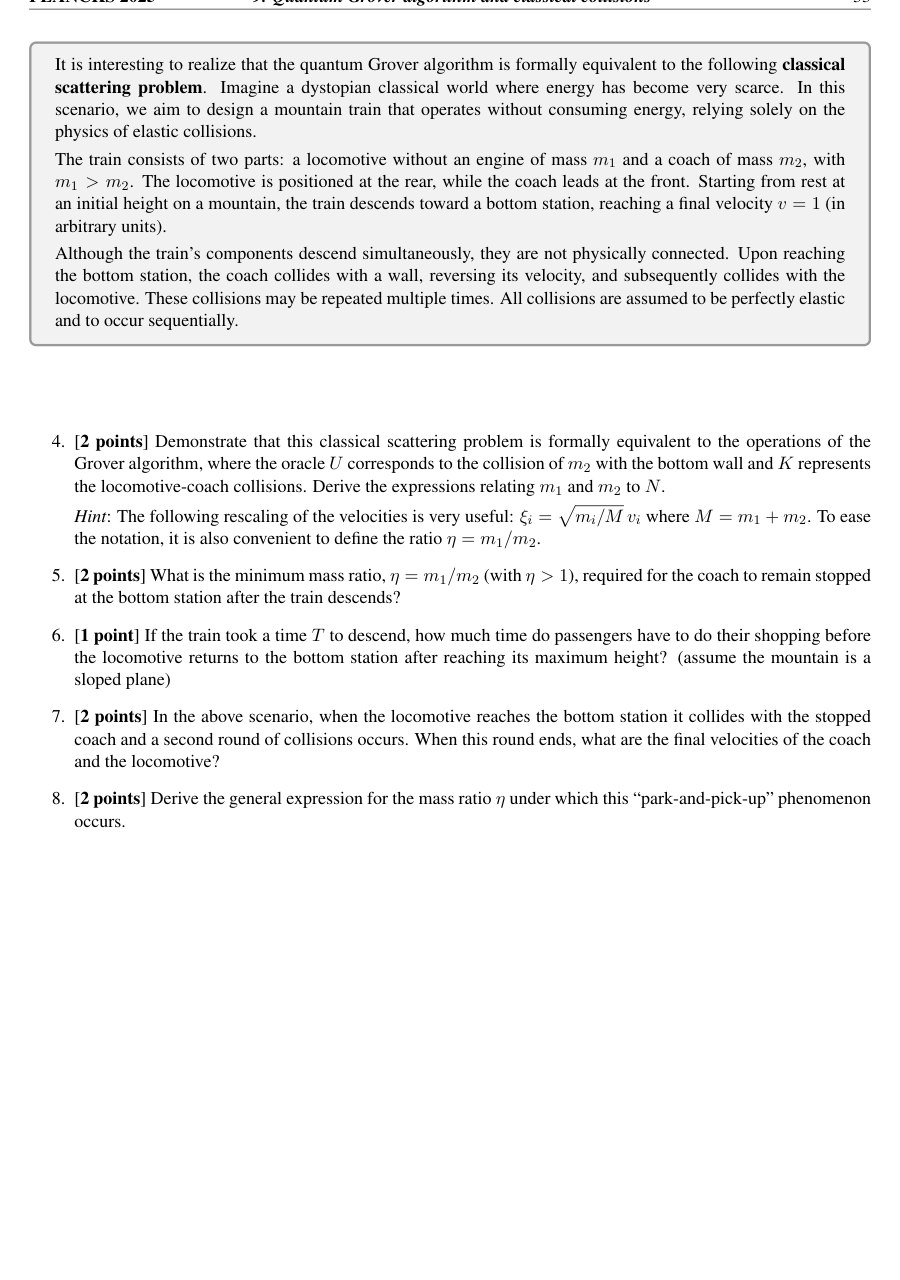 9. Quantum Grover algorithm and classical collisions
It is interesting to realize that the quantum Grover algorithm is formally equivalent to the following classical
scattering problem. Imagine a dystopian classical world where energy has become very scarce. In this
scenario, we aim to design a mountain train that operates without consuming energy, relying solely on the
physics of elastic collisions.
The train consists of two parts: a locomotive without an engine of mass m₁ and a coach of mass m₂, with
m₁ > m₂. The locomotive is positioned at the rear, while the coach leads at the front. Starting from rest at
an initial height on a mountain, the train descends toward a bottom station, reaching a final velocity v = 1 (in
arbitrary units).
Although the train's components descend simultaneously, they are not physically connected. Upon reaching
the bottom station, the coach collides with a wall, reversing its velocity, and subsequently collides with the
locomotive. These collisions may be repeated multiple times. All collisions are assumed to be perfectly elastic
and to occur sequentially.
4. [2 points] Demonstrate that this classical scattering problem is formally equivalent to the operations of the
Grover algorithm, where the oracle U corresponds to the collision of m₂ with the bottom wall and K represents
the locomotive-coach collisions. Derive the expressions relating m₁ and m₂ to N.
Hint: The following rescaling of the velocities is very useful: ξᵢ = √(mᵢ/M) vᵢ where M = m₁ + m₂. To ease
the notation, it is also convenient to define the ratio η = m₁/m₂.
5. [2 points] What is the minimum mass ratio, η = m₁/m₂ (with η > 1), required for the coach to remain stopped
at the bottom station after the train descends?
6. [1 point] If the train took a time T to descend, how much time do passengers have to do their shopping before
the locomotive returns to the bottom station after reaching its maximum height? (assume the mountain is a
sloped plane)
7. [2 points] In the above scenario, when the locomotive reaches the bottom station it collides with the stopped
coach and a second round of collisions occurs. When this round ends, what are the final velocities of the coach
and the locomotive?
8. [2 points] Derive the general expression for the mass ratio η under which this "park-and-pick-up" phenomenon
occurs.